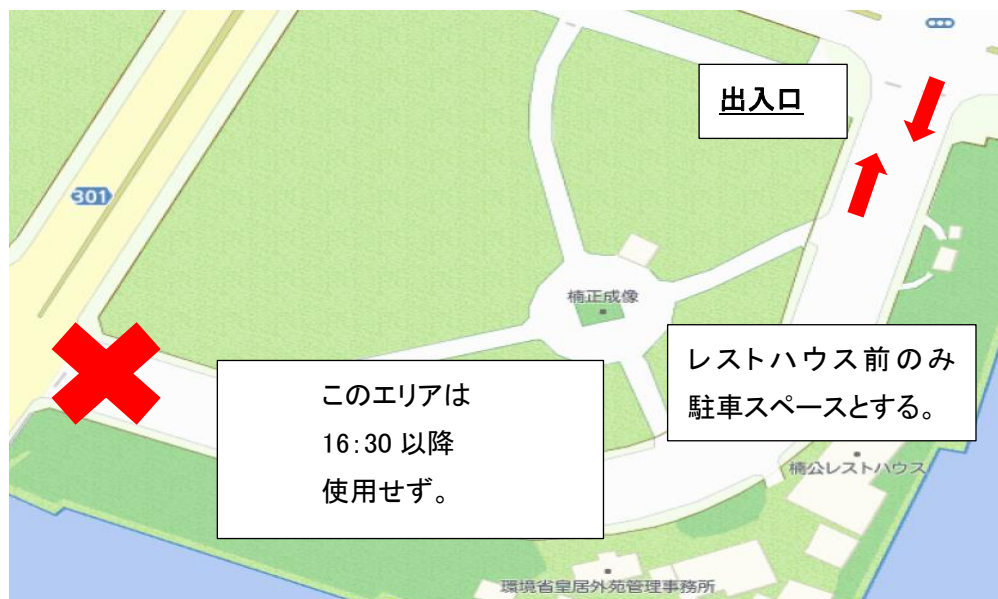 出入口
301
楠正成像
レストハウス前のみ
駐車スペースとする。
このエリアは
16:30 以降
使用せず。
楠公レストハウス
環境省皇居外苑管理事務所